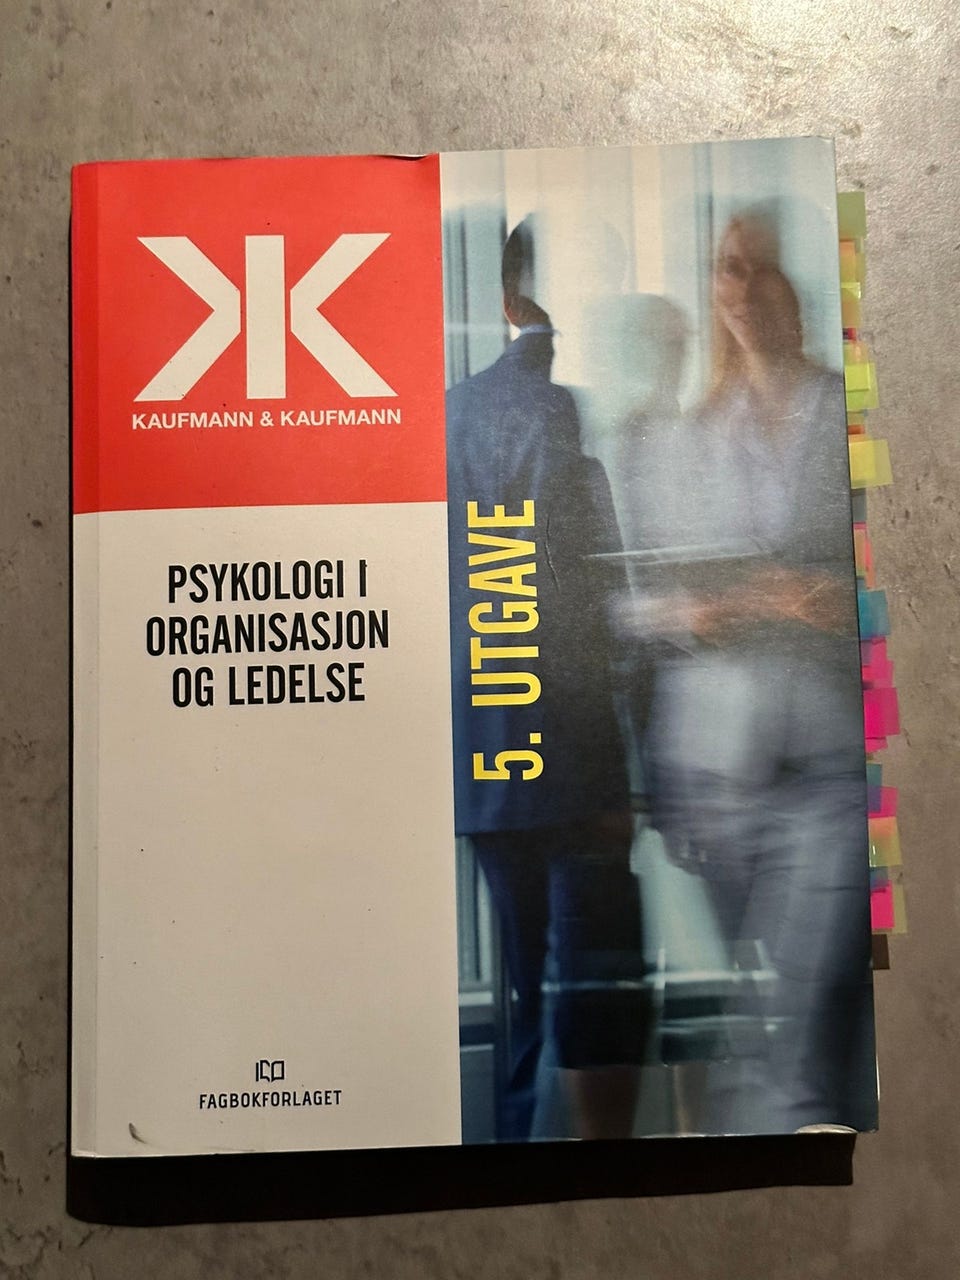 KAUFMANN & KAUFMANN
PSYKOLOGI I
ORGANISASJON
OG LEDELSE
5. UTGAVE
FAGBOKFORLAGET